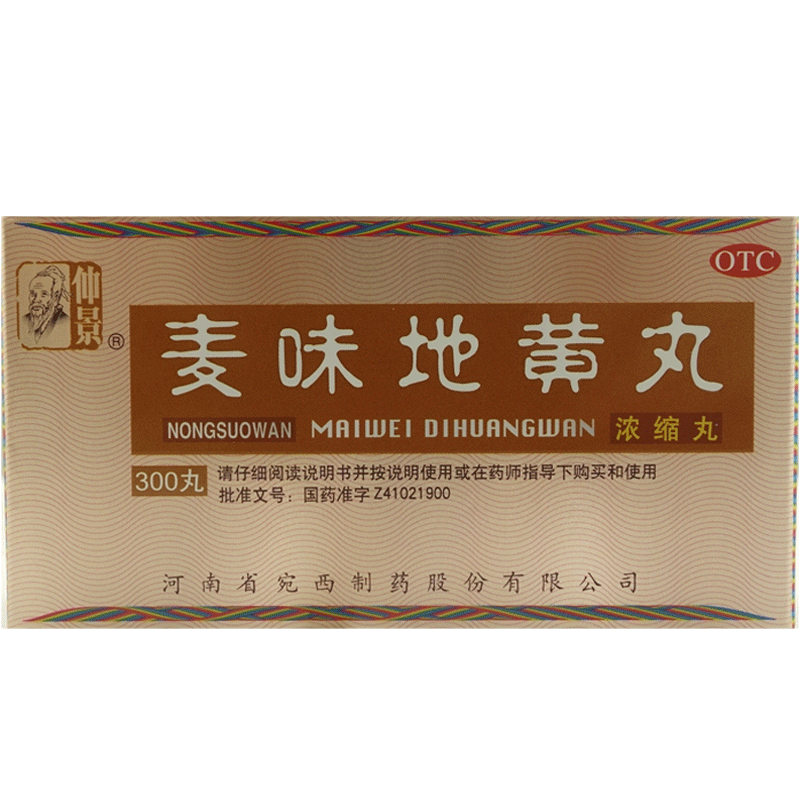 仲景
®
OTC
麦味地黄丸
NONGSUOWAN MAIWEI DIHUANGWAN 浓缩丸
300丸
请仔细阅读说明书并按说明使用或在药师指导下购买和使用
批准文号：国药准字Z41021900
河南省宛西制药股份有限公司